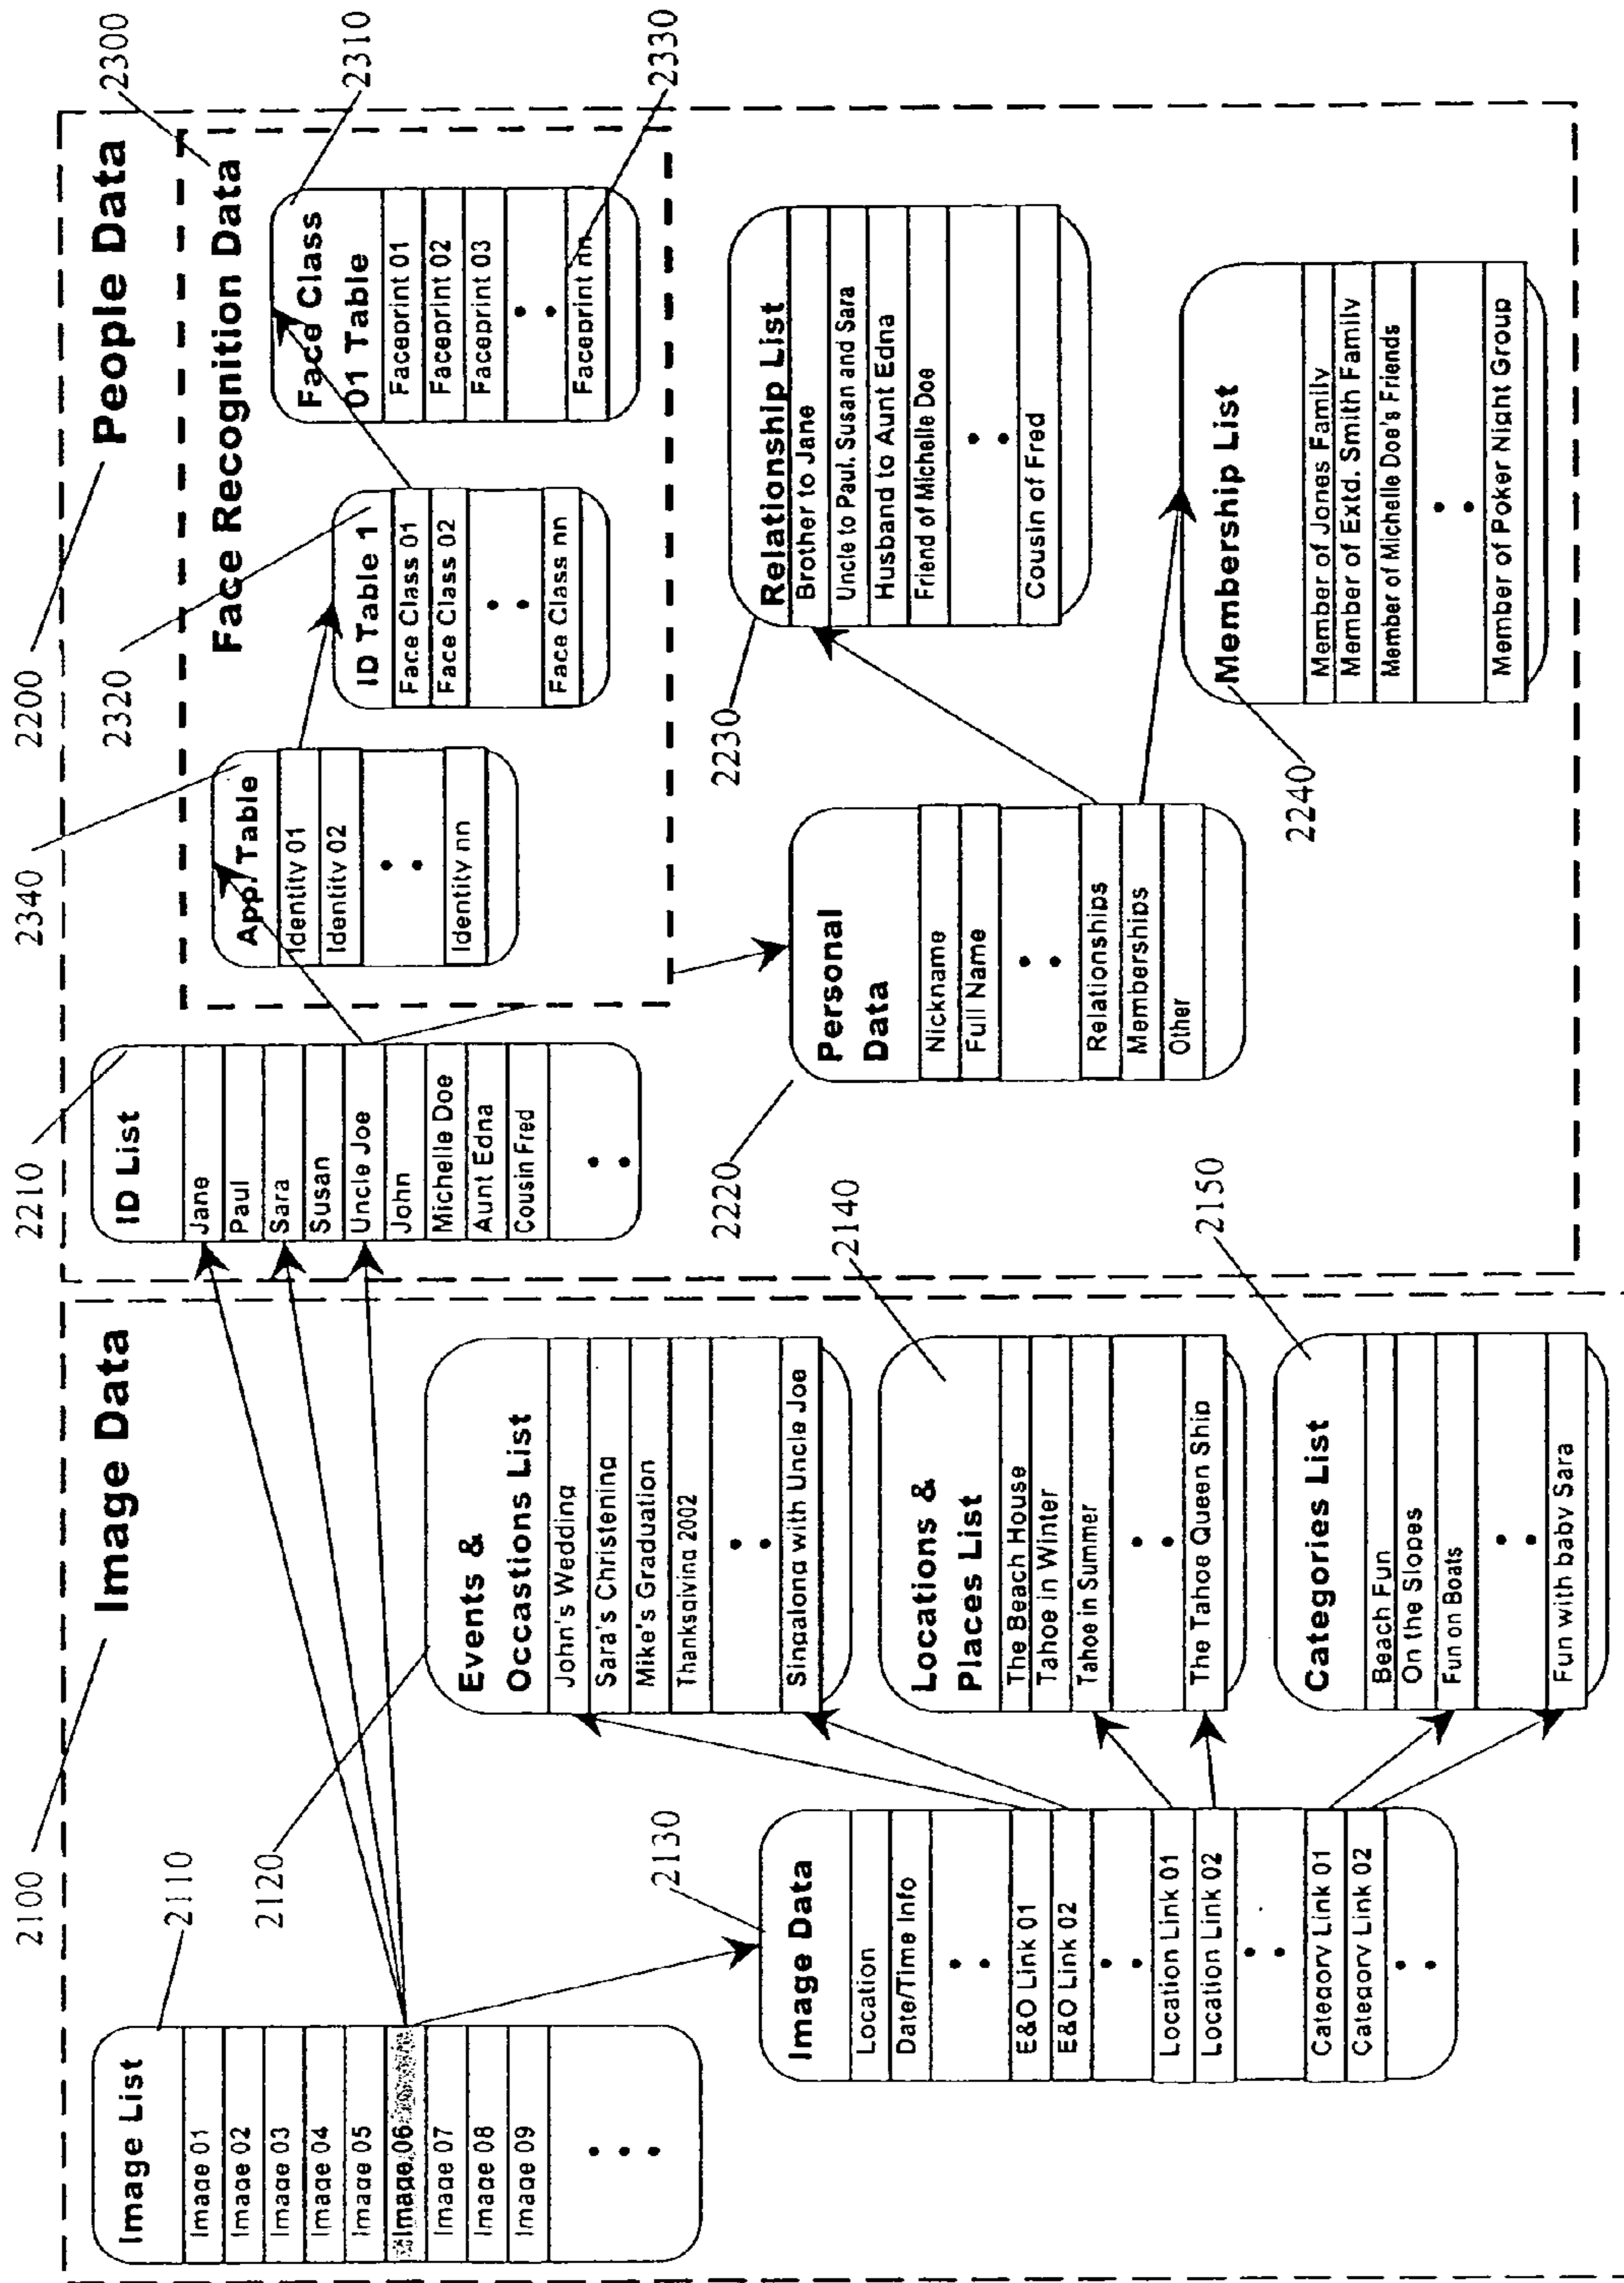 2100
Image Data
2110
Image List
Image 01
Image 02
Image 03
Image 04
Image 05
Image 06
Image 07
Image 08
Image 09
2120
Events &
Occastions List
John's Wedding
Sara's Christening
Mike's Graduation
Thanksgiving 2002
Singalong with Uncle Joe
2130
Image Data
Location
Date/Time Info
E&O Link 01
E&O Link 02
Location Link 01
Location Link 02
Category Link 01
Category Link 02
2140
Locations &
Places List
The Beach House
Tahoe in Winter
Tahoe in Summer
The Tahoe Queen Ship
2150
Categories List
Beach Fun
On the Slopes
Fun on Boats
Fun with baby Sara
2200
People Data
2210
ID List
Jane
Paul
Sara
Susan
Uncle Joe
John
Michelle Doe
Aunt Edna
Cousin Fred
2300
Face Recognition Data
2340
App. Table
Identity 01
Identity 02
Identity nn
2320
ID Table 1
Face Class 01
Face Class 02
Face Class nn
2310
Face Class
01 Table
Faceprint 01
Faceprint 02
Faceprint 03
Faceprint nn
2330
2220
Personal
Data
Nickname
Full Name
Relationships
Memberships
Other
2230
Relationship List
Brother to Jane
Uncle to Paul, Susan and Sara
Husband to Aunt Edna
Friend of Michelle Doe
Cousin of Fred
2240
Membership List
Member of Jones Family
Member of Extd. Smith Family
Member of Michelle Doe's Friends
Member of Poker Night Group